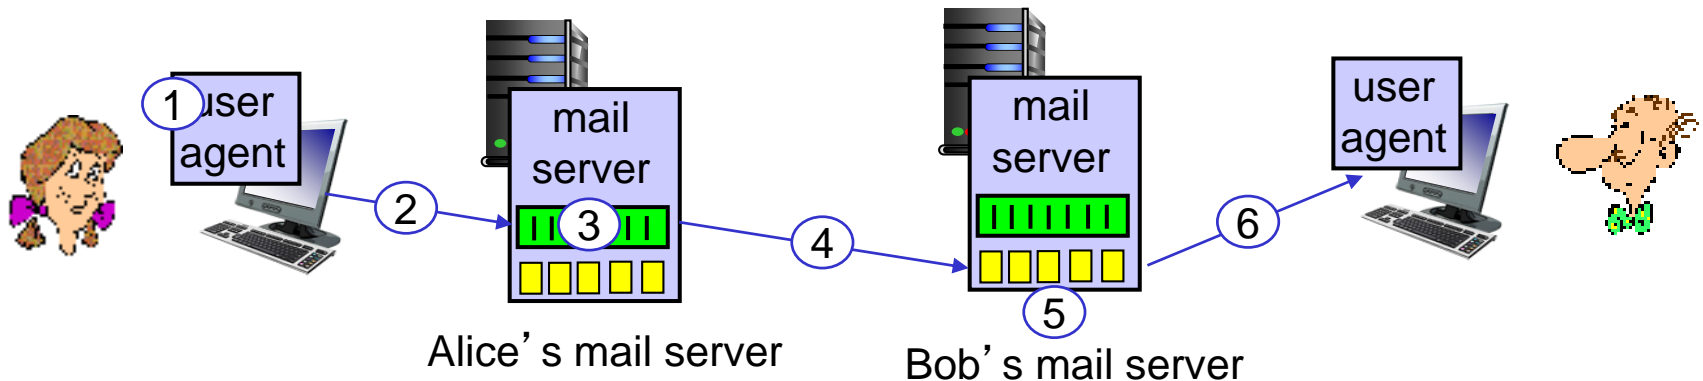 1 user
agent
2
mail
server
3
4
mail
server
5
6
user
agent
Alice’s mail server
Bob’s mail server